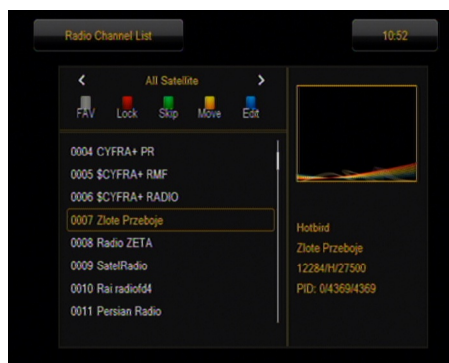 Radio Channel List
10:52
All Satellite
FAV Lock Skip Move Edit
0004 CYFRA+ PR
0005 $CYFRA+ RMF
0006 $CYFRA+ RADIO
0007 Zlote Przeboje
0008 Radio ZETA
0009 SatelRadio
0010 Rai radiofd4
0011 Persian Radio
Hotbird
Zlote Przeboje
12284/H/27500
PID: 0/4369/4369